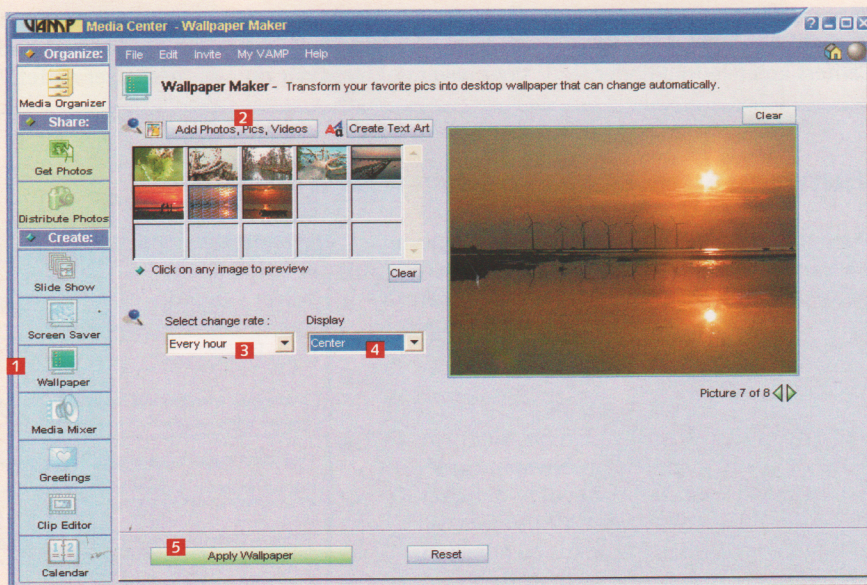 VAMP Media Center - Wallpaper Maker
Organize:
File Edit Invite My VAMP Help
Media Organizer
Wallpaper Maker - Transform your favorite pics into desktop wallpaper that can change automatically.
Share:
Get Photos
Distribute Photos
Create:
Slide Show
Screen Saver
1
Wallpaper
Media Mixer
Greetings
Clip Editor
1 2
Calendar
2
Add Photos, Pics, Videos
Create Text Art
Clear
Click on any image to preview
Clear
Select change rate :
Display
Every hour
3
Center
4
Picture 7 of 8
5
Apply Wallpaper
Reset